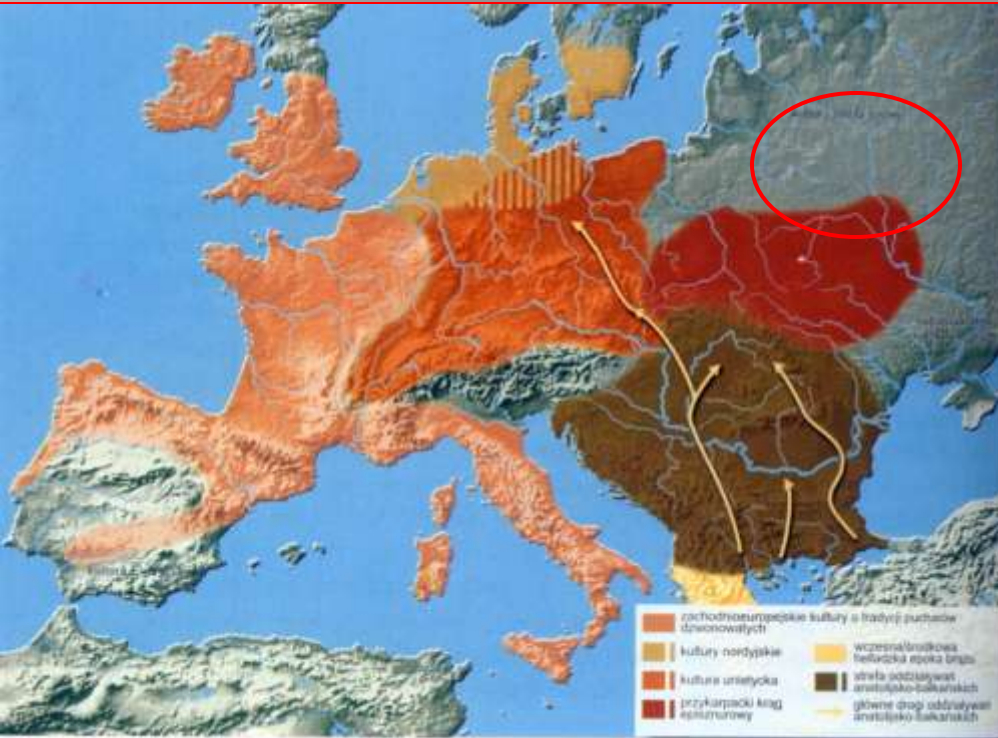 zachodnioeuropejskie kultury o tradycji pucharów
dzwonowatych
kultury nordyjskie
kultura unietycka
przykarpacki krąg
episznurowy
wczesna/środkowa
helladzka epoka brązu
strefa oddziaływań
anatolijsko-bałkańskich
główne drogi oddziaływań
anatolijsko-bałkańskich